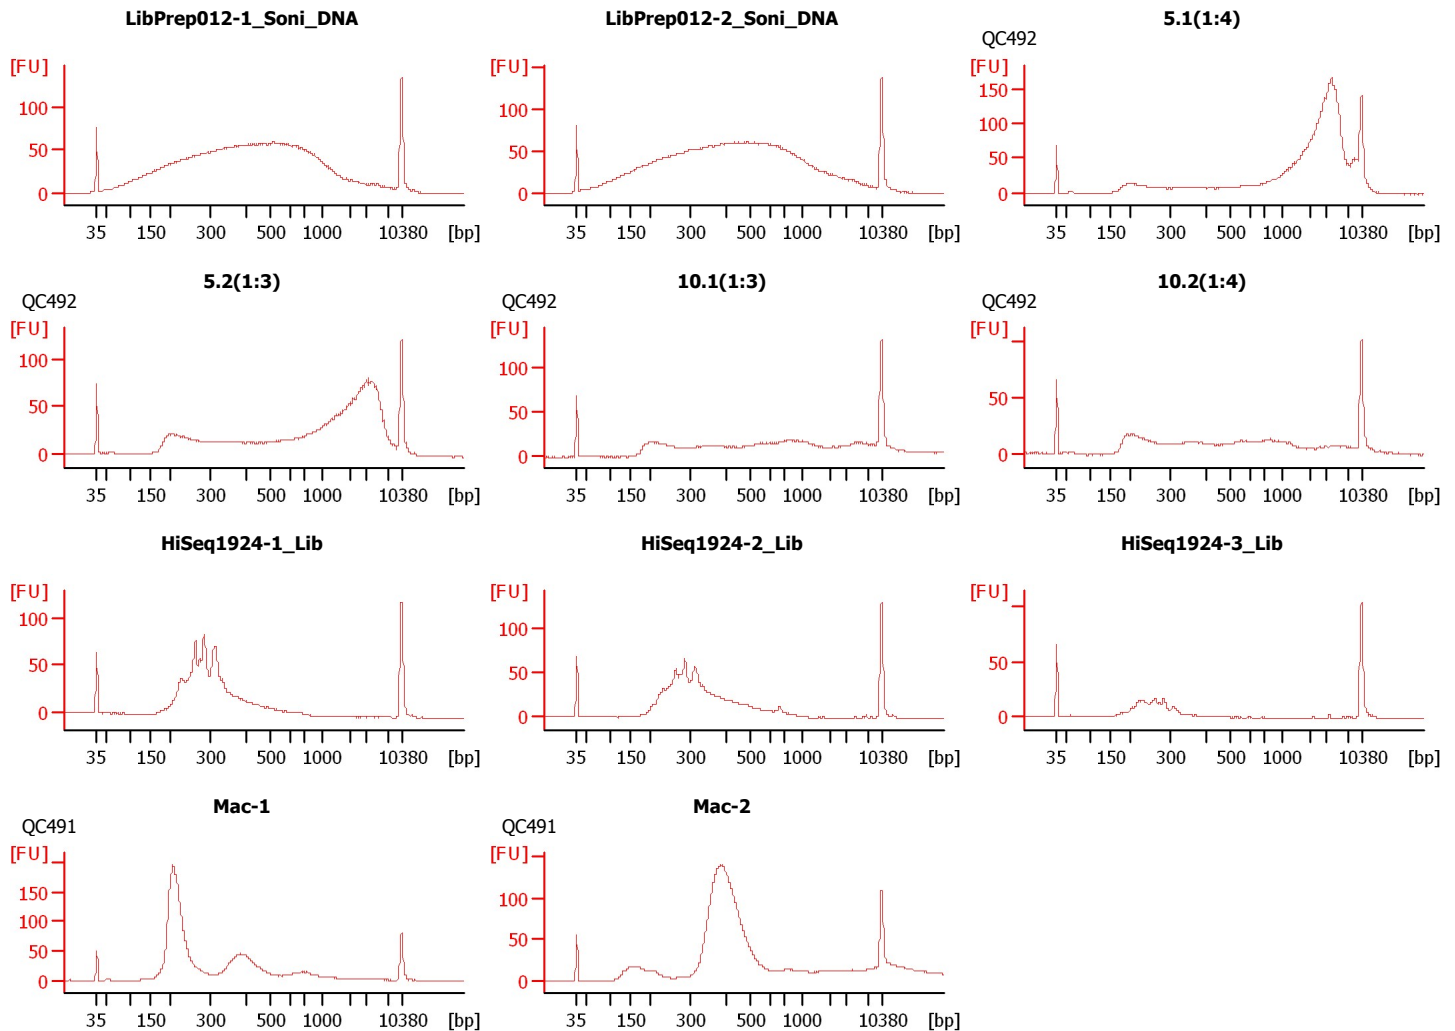 LibPrep012-1_Soni_DNA
[FU]
100
50
0
35 150 300 500 1000 10380 [bp]
LibPrep012-2_Soni_DNA
[FU]
100
50
0
35 150 300 500 1000 10380 [bp]
5.1(1:4)
QC492
[FU]
150
100
50
0
35 150 300 500 1000 10380 [bp]
5.2(1:3)
QC492
[FU]
100
50
0
35 150 300 500 1000 10380 [bp]
10.1(1:3)
QC492
[FU]
100
50
0
35 150 300 500 1000 10380 [bp]
10.2(1:4)
QC492
[FU]
50
0
35 150 300 500 1000 10380 [bp]
HiSeq1924-1_Lib
[FU]
100
50
0
35 150 300 500 1000 10380 [bp]
HiSeq1924-2_Lib
[FU]
100
50
0
35 150 300 500 1000 10380 [bp]
HiSeq1924-3_Lib
[FU]
50
0
35 150 300 500 1000 10380 [bp]
Mac-1
QC491
[FU]
150
100
50
0
35 150 300 500 1000 10380 [bp]
Mac-2
QC491
[FU]
100
50
0
35 150 300 500 1000 10380 [bp]